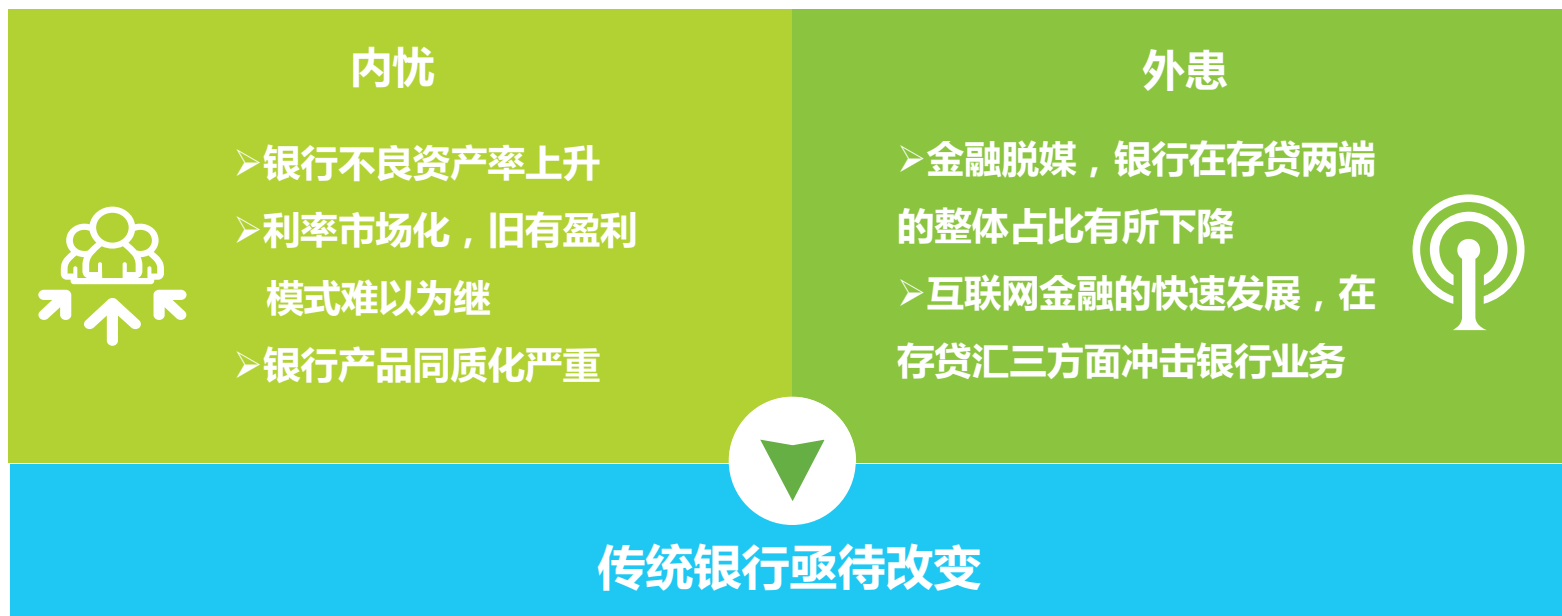 内忧
➢银行不良资产率上升
➢利率市场化，旧有盈利
模式难以为继
➢银行产品同质化严重
外患
➢金融脱媒，银行在存贷两端
的整体占比有所下降
➢互联网金融的快速发展，在
存贷汇三方面冲击银行业务
传统银行亟待改变